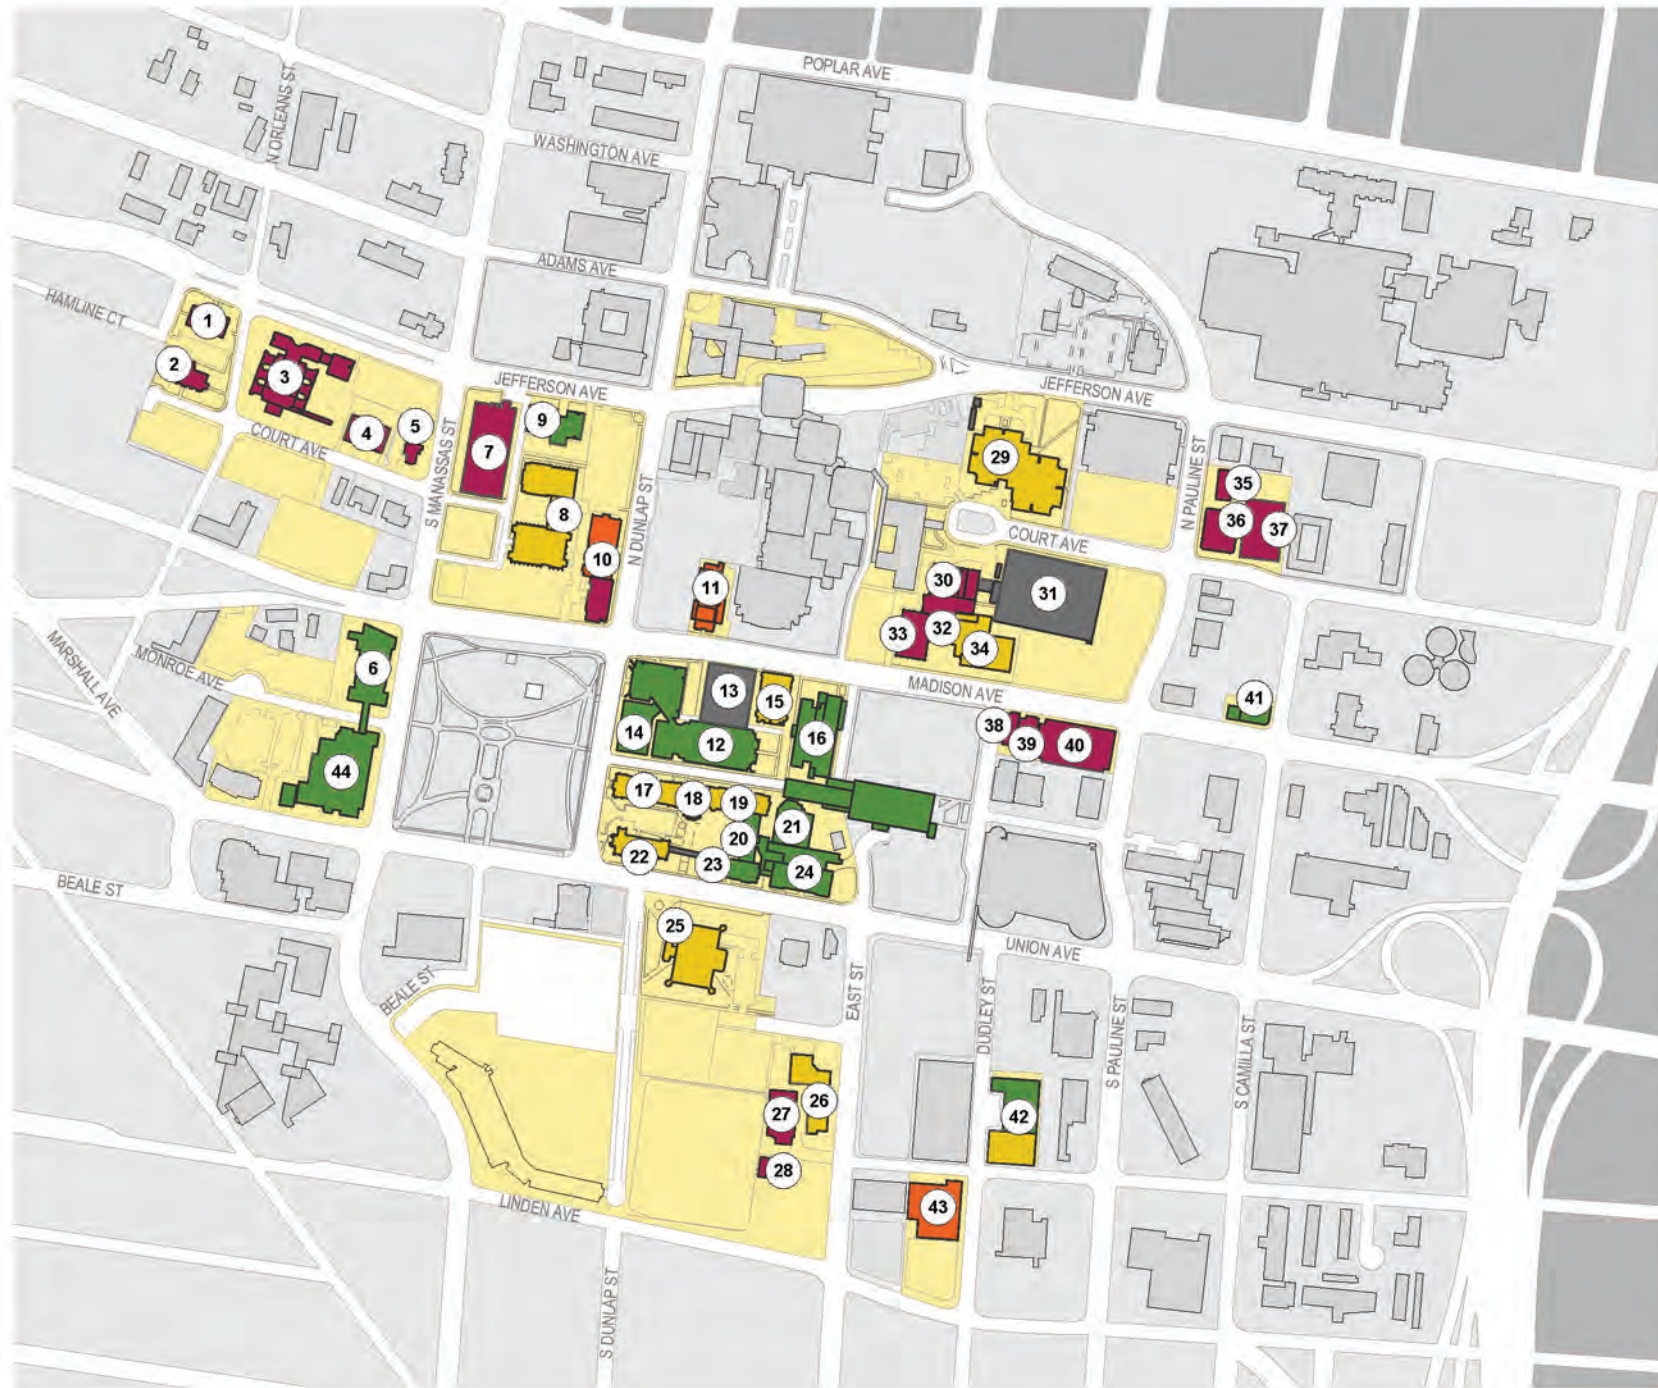 POPLAR AVE
N ORLEANS ST
WASHINGTON AVE
ADAMS AVE
HAMLINE CT
1
2
3
JEFFERSON AVE
JEFFERSON AVE
4
5
COURT AVE
S MANASSAS ST
7
9
8
10
N DUNLAP ST
29
N PAULINE ST
35
36
37
COURT AVE
11
30
31
32
33
34
MARSHALL AVE
MONROE AVE
6
MADISON AVE
13
15
14
12
16
38
39
40
41
44
17
18
19
20
21
22
23
24
BEALE ST
25
UNION AVE
BEALE ST
EAST ST
DUDLEY ST
S PAULINE ST
S CAMILLA ST
26
27
28
42
43
LINDEN AVE
S DUNLAP ST